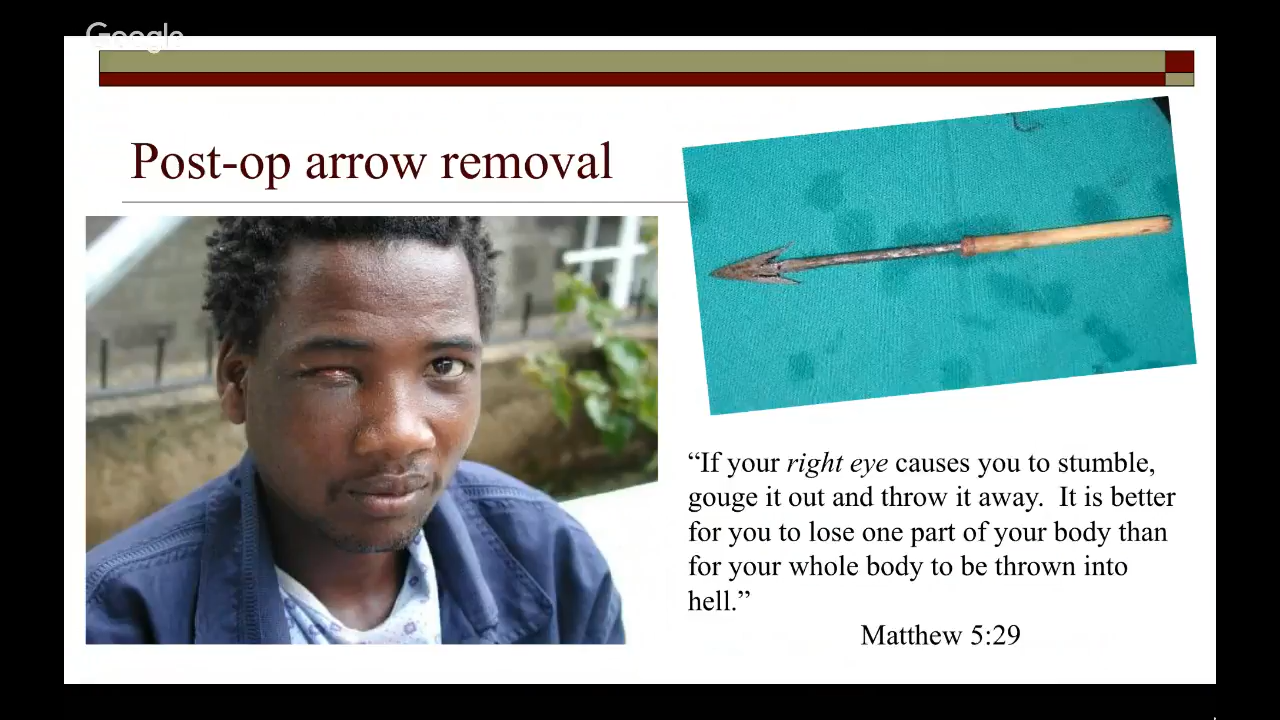 Google
Post-op arrow removal
“If your right eye causes you to stumble,
gouge it out and throw it away.  It is better
for you to lose one part of your body than
for your whole body to be thrown into
hell.”
Matthew 5:29